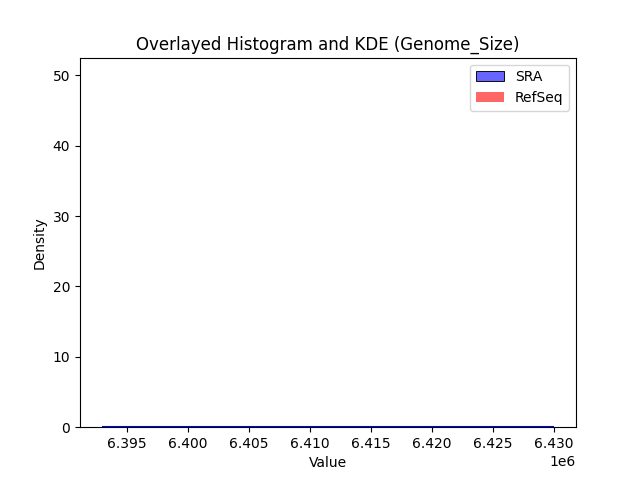 Overlayed Histogram and KDE (Genome_Size)
SRA
RefSeq
50
40
30
20
10
0
Density
6.395 6.400 6.405 6.410 6.415 6.420 6.425 6.430
1e6
Value